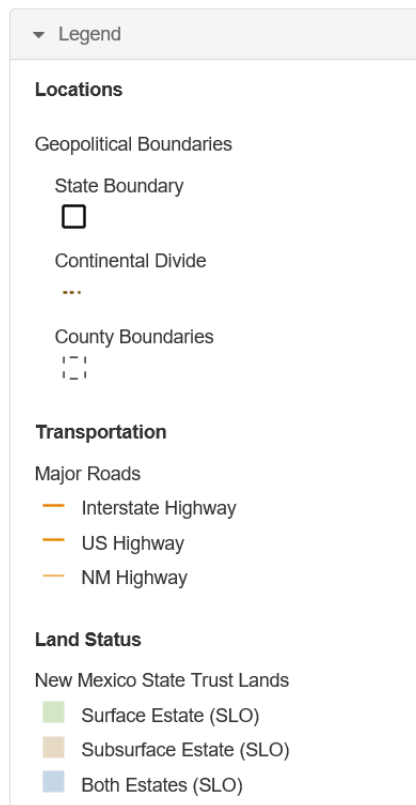 Legend
Locations
Geopolitical Boundaries
State Boundary
Continental Divide
County Boundaries
Transportation
Major Roads
Interstate Highway
US Highway
NM Highway
Land Status
New Mexico State Trust Lands
Surface Estate (SLO)
Subsurface Estate (SLO)
Both Estates (SLO)